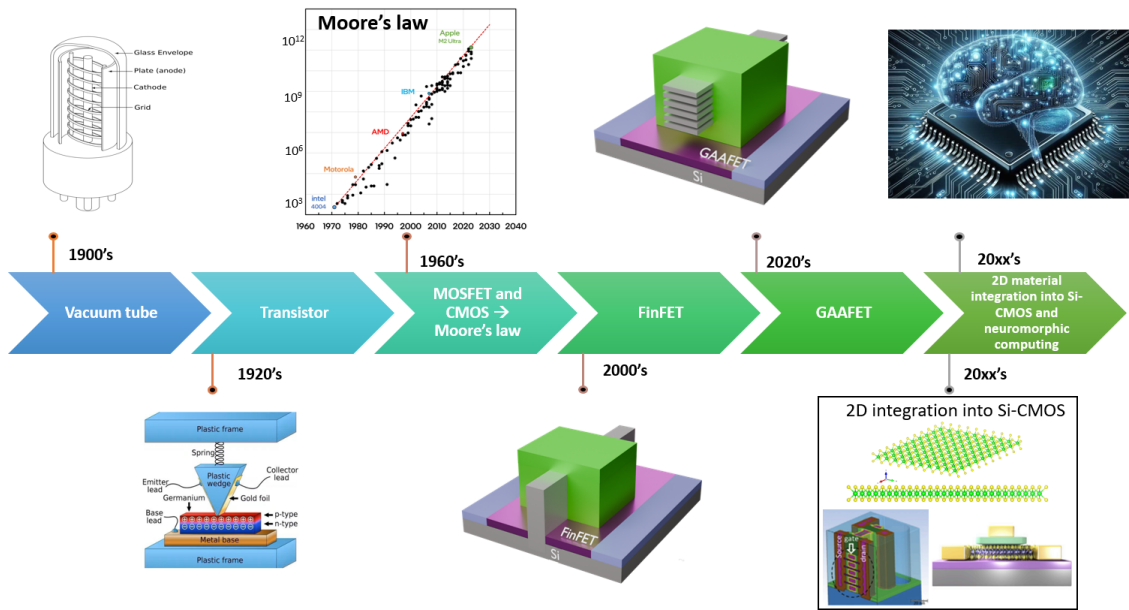 Moore's law
Glass Envelope
Plate (anode)
Cathode
Grid
10¹²
10⁹
10⁶
10³
Apple
M2 Ultra
IBM
AMD
Motorola
intel
4004
1960 1970 1980 1990 2000 2010 2020 2030 2040
GAAFET
Si
1900's
1960's
2020's
20xx's
Vacuum tube
Transistor
MOSFET and
CMOS →
Moore's law
FinFET
GAAFET
2D material
integration into Si-
CMOS and
neuromorphic
computing
1920's
2000's
20xx's
Plastic frame
Spring
Plastic
wedge
Emitter
lead
Collector
lead
Germanium
Gold foil
Base
lead
p-type
n-type
Metal base
Plastic frame
FinFET
Si
2D integration into Si-CMOS
Source
gate
drain